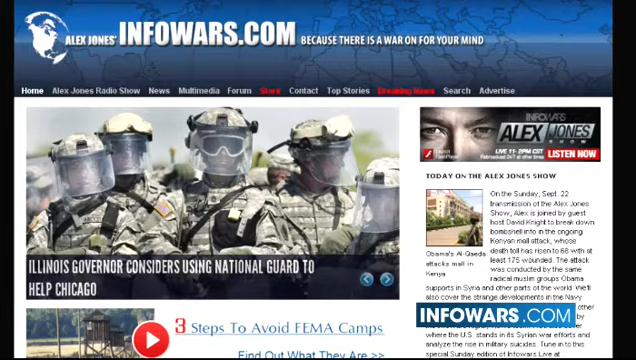 ALEX JONES' INFOWARS.COM BECAUSE THERE IS A WAR ON FOR YOUR MIND
Home Alex Jones Radio Show News Multimedia Forum Store Contact Top Stories Breaking News Search Advertise
ILLINOIS GOVERNOR CONSIDERS USING NATIONAL GUARD TO
HELP CHICAGO
3 Steps To Avoid FEMA Camps
Find Out What They Are >>
INFOWARS
ALEX JONES
SHOW
LIVE 11-2PM CST
LISTEN NOW
TODAY ON THE ALEX JONES SHOW
Obama's Al-Qaeda
attacks mall in
Kenya
On the Sunday, Sept. 22
transmission of the Alex
Jones Show, Alex is joined by guest
host David Knight to break down
bombshell info in the ongoing
Kenyan mall attack, whose
death toll has risen to 68 with at
least 175 wounded. The attack
was conducted by the same
radical muslim groups Obama
supports in Syria and other parts of the world. We'll
also cover the strange developments in the Navy
other
INFOWARS.COM
where the U.S. stands in its Syrian war efforts
and analyze the rise in military suicides. Tune in to this
special Sunday edition of Infowars Live at